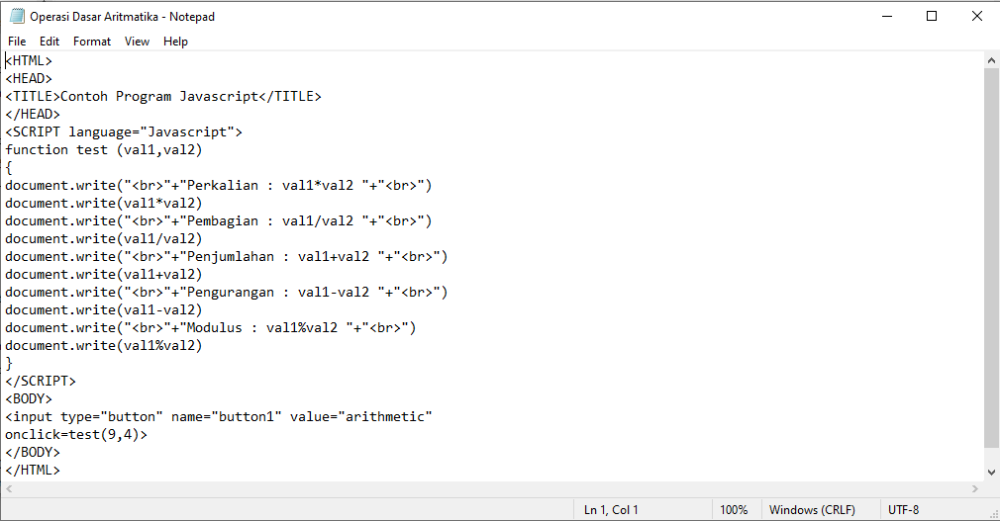 Operasi Dasar Aritmatika - Notepad
File Edit Format View Help
<HTML>
<HEAD>
<TITLE>Contoh Program Javascript</TITLE>
</HEAD>
<SCRIPT language="Javascript">
function test (val1,val2)
{
document.write("<br>"+"Perkalian : val1*val2 "+"<br>")
document.write(val1*val2)
document.write("<br>"+"Pembagian : val1/val2 "+"<br>")
document.write(val1/val2)
document.write("<br>"+"Penjumlahan : val1+val2 "+"<br>")
document.write(val1+val2)
document.write("<br>"+"Pengurangan : val1-val2 "+"<br>")
document.write(val1-val2)
document.write("<br>"+"Modulus : val1%val2 "+"<br>")
document.write(val1%val2)
}
</SCRIPT>
<BODY>
<input type="button" name="button1" value="arithmetic"
onclick=test(9,4)>
</BODY>
</HTML>
Ln 1, Col 1 100% Windows (CRLF) UTF-8